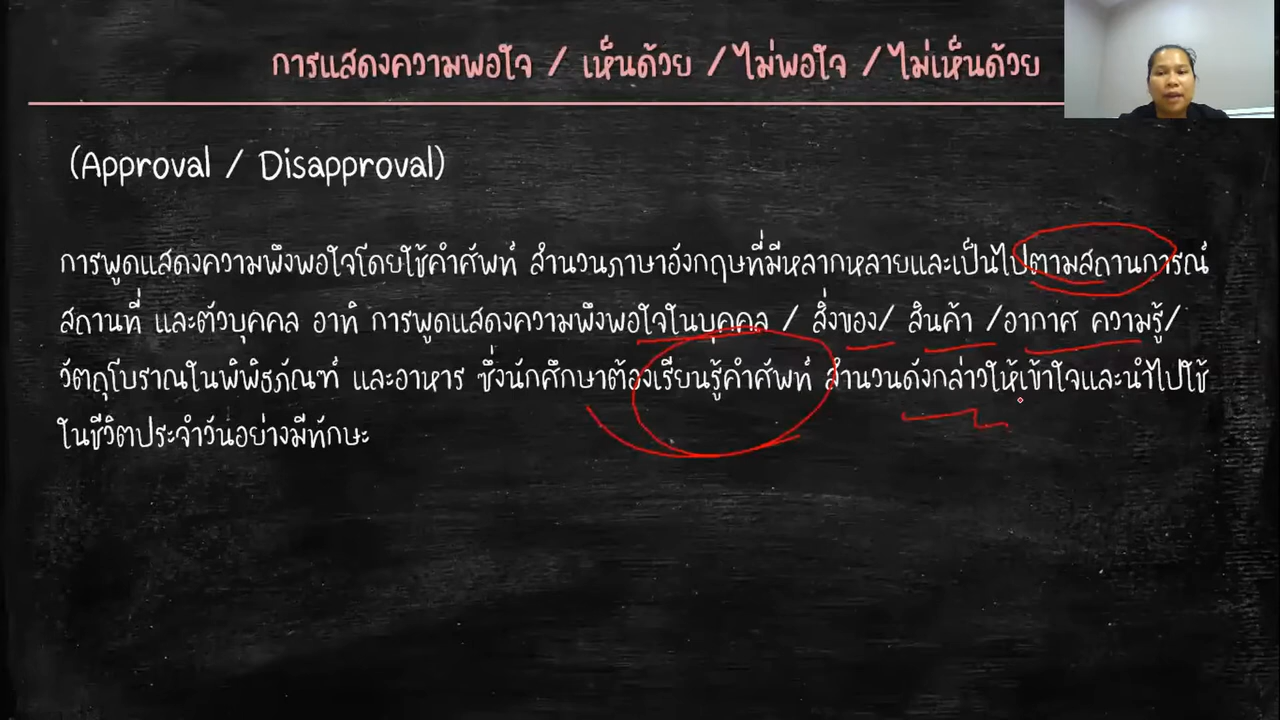 การแสดงความพอใจ / เห็นด้วย / ไม่พอใจ / ไม่เห็นด้วย
(Approval / Disapproval)
การพูดแสดงความพึงพอใจโดยใช้คำศัพท์ สำนวนภาษาอังกฤษที่มีหลากหลายและเป็นไปตามสถานการณ์
สถานที่ และตัวบุคคล อาทิ การพูดแสดงความพึงพอใจในบุคคล / สิ่งของ/ สินค้า /อากาศ ความรู้/
วัตถุโบราณในพิพิธภัณฑ์ และอาหาร ซึ่งนักศึกษาต้องเรียนรู้คำศัพท์ สำนวนดังกล่าวให้เข้าใจและนำไปใช้
ในชีวิตประจำวันอย่างมีทักษะ